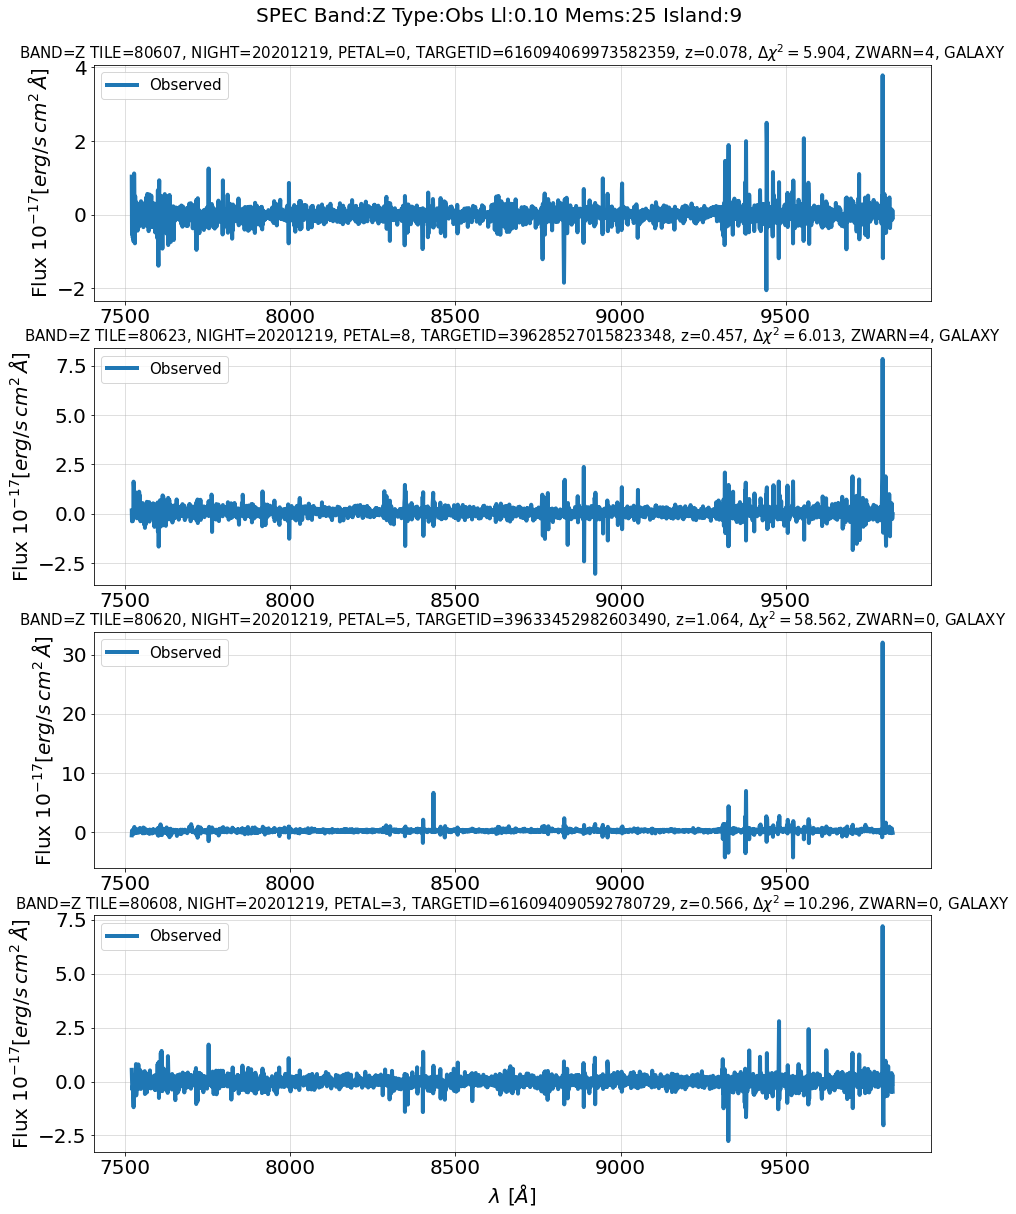 SPEC Band:Z Type:Obs Ll:0.10 Mems:25 Island:9
BAND=Z TILE=80607, NIGHT=20201219, PETAL=0, TARGETID=616094069973582359, z=0.078, Δχ² = 5.904, ZWARN=4, GALAXY
Flux 10⁻¹⁷[erg/s cm² Å]
4
2
0
−2
Observed
7500 8000 8500 9000 9500
BAND=Z TILE=80623, NIGHT=20201219, PETAL=8, TARGETID=39628527015823348, z=0.457, Δχ² = 6.013, ZWARN=4, GALAXY
Flux 10⁻¹⁷[erg/s cm² Å]
7.5
5.0
2.5
0.0
−2.5
Observed
7500 8000 8500 9000 9500
BAND=Z TILE=80620, NIGHT=20201219, PETAL=5, TARGETID=39633452982603490, z=1.064, Δχ² = 58.562, ZWARN=0, GALAXY
Flux 10⁻¹⁷[erg/s cm² Å]
30
20
10
0
Observed
7500 8000 8500 9000 9500
BAND=Z TILE=80608, NIGHT=20201219, PETAL=3, TARGETID=616094090592780729, z=0.566, Δχ² = 10.296, ZWARN=0, GALAXY
Flux 10⁻¹⁷[erg/s cm² Å]
7.5
5.0
2.5
0.0
−2.5
Observed
7500 8000 8500 9000 9500
λ [Å]